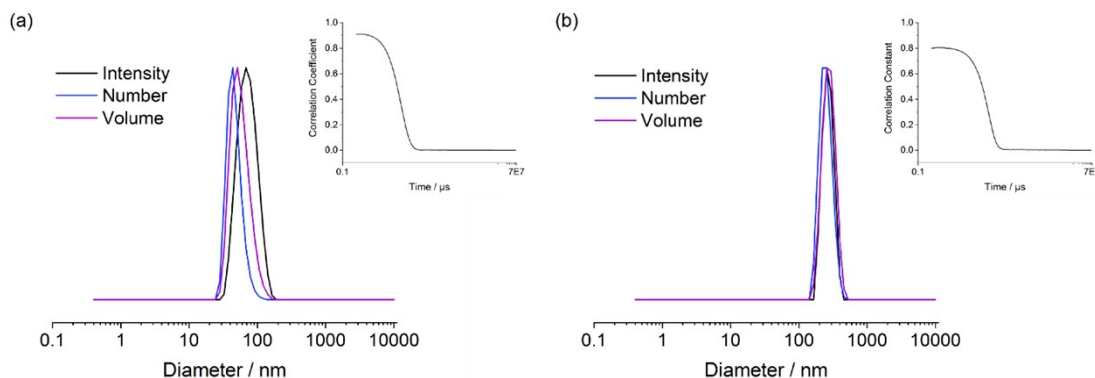 (a)
Intensity
Number
Volume
Correlation Coefficient
1.0
0.8
0.6
0.4
0.2
0.0
0.1
7E7
Time / µs
0.1 1 10 100 1000 10000
Diameter / nm
(b)
Intensity
Number
Volume
Correlation Constant
1.0
0.8
0.6
0.4
0.2
0.0
0.1
7E
Time / µs
0.1 1 10 100 1000 10000
Diameter / nm